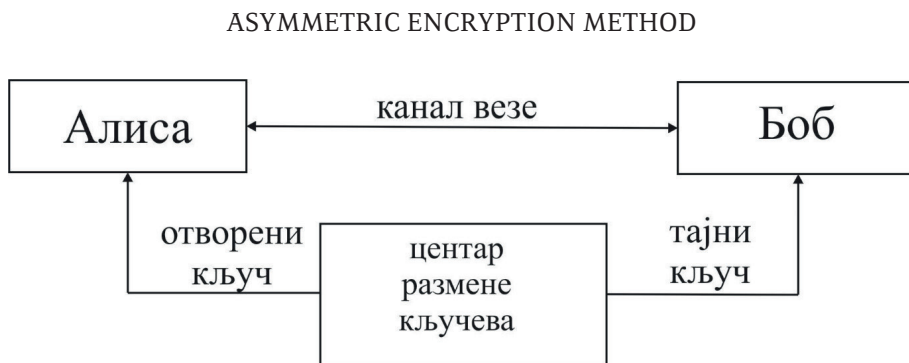 ASYMMETRIC ENCRYPTION METHOD
Алиса
канал везе
Боб
отворени
кључ
центар
размене
кључева
тајни
кључ